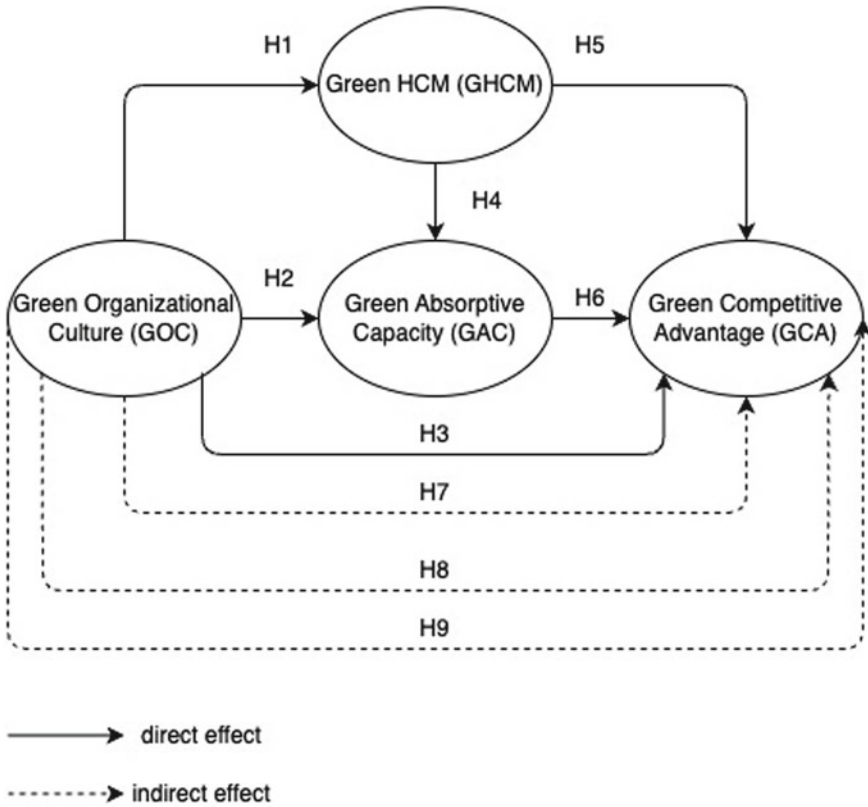 H1
H5
Green HCM (GHCM)
H4
Green Organizational
Culture (GOC)
H2
Green Absorptive
Capacity (GAC)
H6
Green Competitive
Advantage (GCA)
H3
H7
H8
H9
direct effect
indirect effect